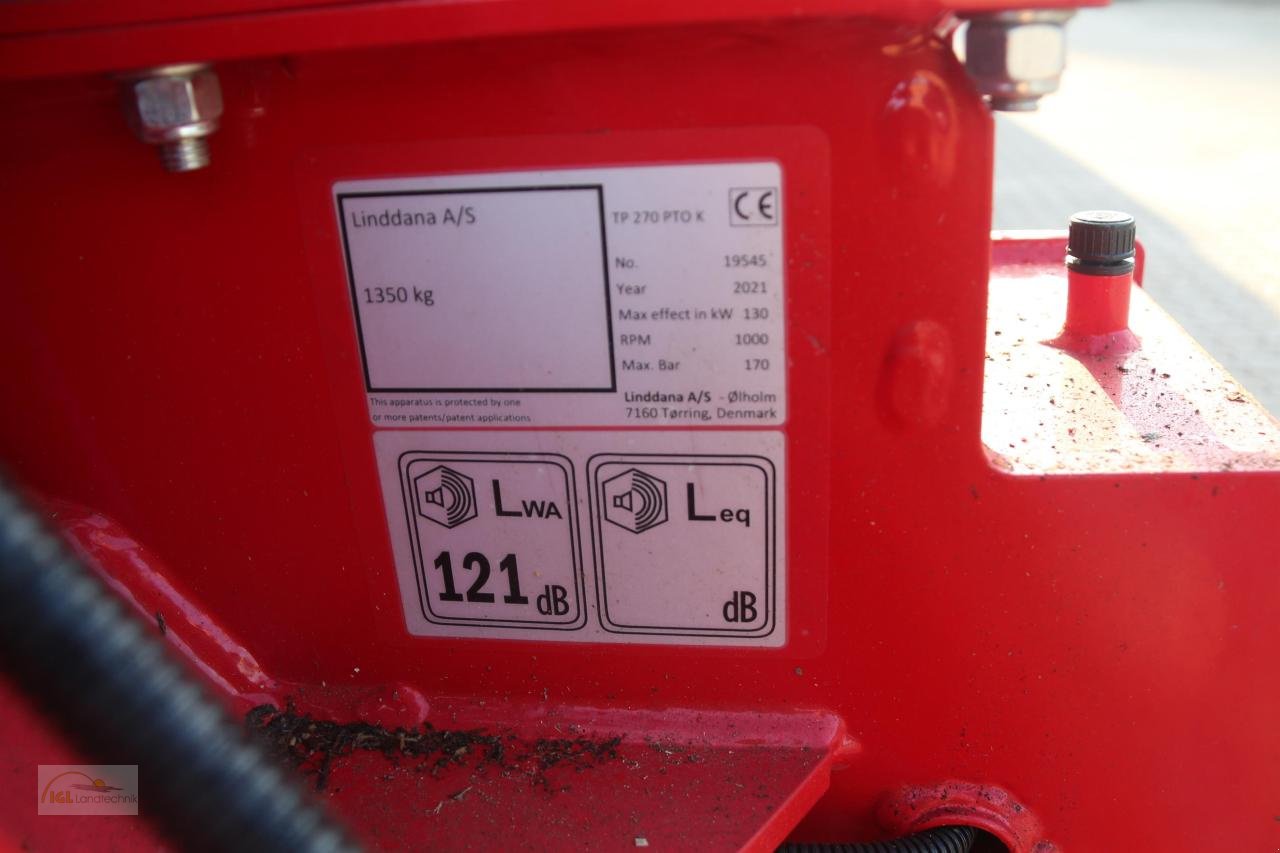 Linddana A/S
1350 kg
This apparatus is protected by one
or more patents/patent applications
TP 270 PTO K CE
No. 19545
Year 2021
Max effect in kW 130
RPM 1000
Max. Bar 170
Linddana A/S - Ølholm
7160 Tørring, Denmark
LWA
121 dB
Leq
dB
IGL Landtechnik